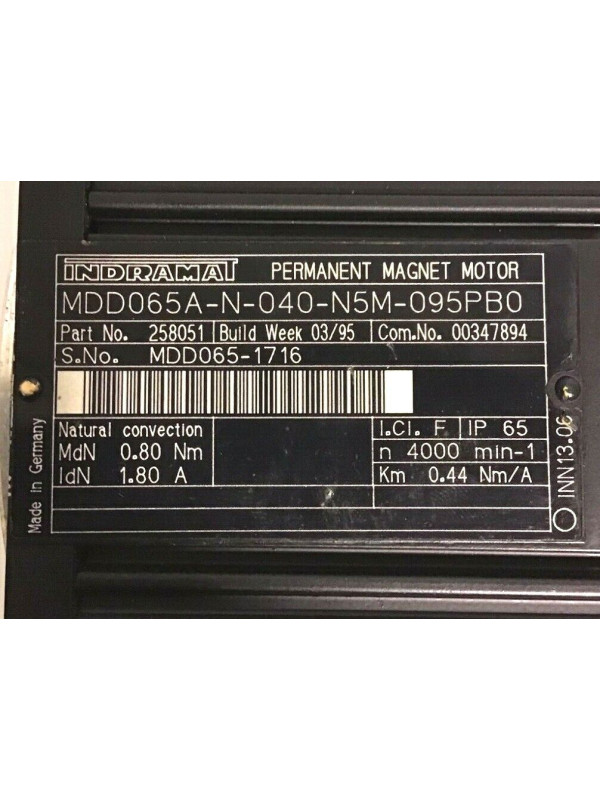 INDRAMAT PERMANENT MAGNET MOTOR
MDD065A-N-040-N5M-095PB0
Part No. 258051 Build Week 03/95 Com.No. 00347894
S.No. MDD065-1716
Natural convection I.Cl. F IP 65
MdN 0.80 Nm n 4000 min-1
IdN 1.80 A Km 0.44 Nm/A
Made in Germany
INN13.06